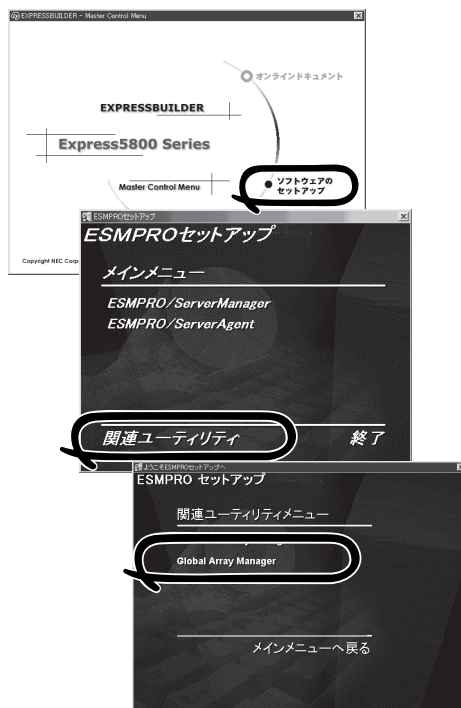 EXPRESSBUILDER - Master Control Menu
オンラインドキュメント
EXPRESSBUILDER
Express5800 Series
ソフトウェアの
セットアップ
Master Control Menu
Copyright NEC Corp
ESMPROセットアップ
ESMPROセットアップ
メインメニュー
ESMPRO/ServerManager
ESMPRO/ServerAgent
関連ユーティリティ
終了
ようこそESMPROセットアップへ
ESMPRO セットアップ
関連ユーティリティメニュー
Global Array Manager
メインメニューへ戻る